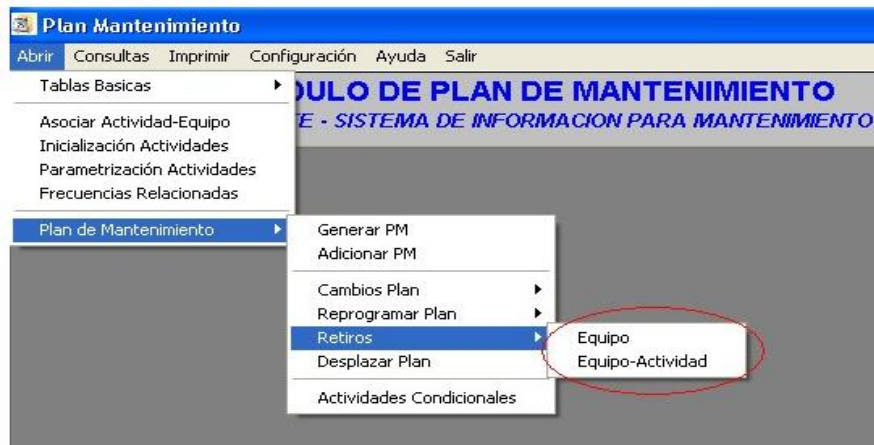 Plan Mantenimiento
Abrir Consultas Imprimir Configuración Ayuda Salir
DULO DE PLAN DE MANTENIMIENTO
TE - SISTEMA DE INFORMACION PARA MANTENIMIENTO
Tablas Basicas
Asociar Actividad-Equipo
Inicialización Actividades
Parametrización Actividades
Frecuencias Relacionadas
Plan de Mantenimiento
Generar PM
Adicionar PM
Cambios Plan
Reprogramar Plan
Retiros
Desplazar Plan
Actividades Condicionales
Equipo
Equipo-Actividad